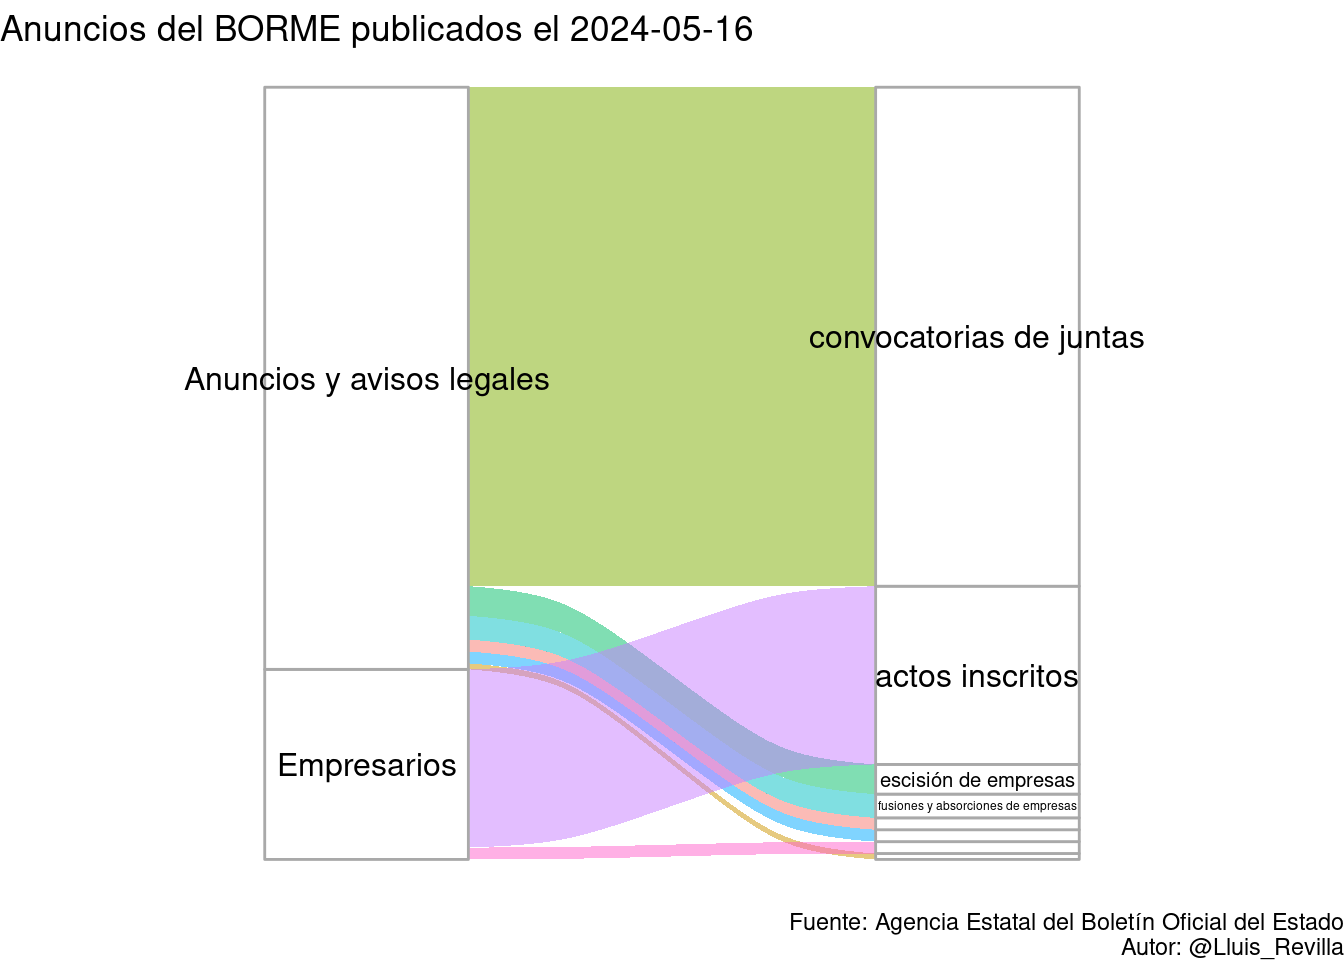 Anuncios del BORME publicados el 2024-05-16
convocatorias de juntas
Anuncios y avisos legales
actos inscritos
Empresarios
escisión de empresas
fusiones y absorciones de empresas
Fuente: Agencia Estatal del Boletín Oficial del Estado
Autor: @Lluis_Revilla